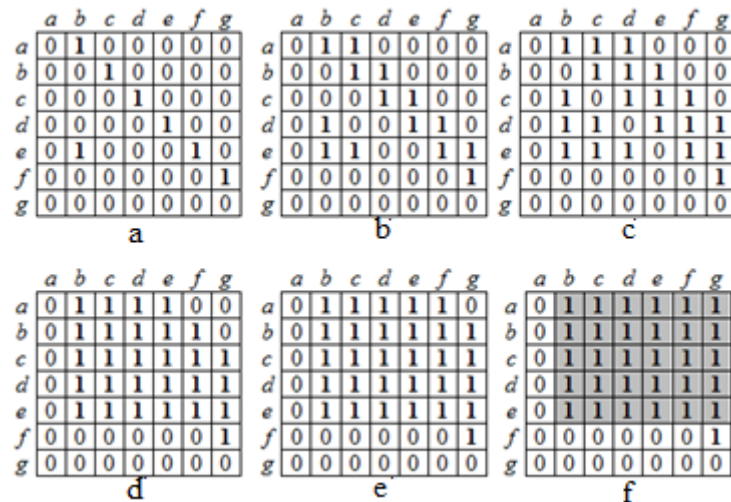 a b c d e f g
a 0 1 0 0 0 0 0
b 0 0 1 0 0 0 0
c 0 0 0 1 0 0 0
d 0 0 0 0 1 0 0
e 0 1 0 0 0 1 0
f 0 0 0 0 0 0 1
g 0 0 0 0 0 0 0
a
a b c d e f g
a 0 1 1 0 0 0 0
b 0 0 1 1 0 0 0
c 0 0 0 1 1 0 0
d 0 1 0 0 1 1 0
e 0 1 1 0 0 1 1
f 0 0 0 0 0 0 1
g 0 0 0 0 0 0 0
b
a b c d e f g
a 0 1 1 1 0 0 0
b 0 0 1 1 1 0 0
c 0 1 0 1 1 1 0
d 0 1 1 0 1 1 1
e 0 1 1 1 0 1 1
f 0 0 0 0 0 0 1
g 0 0 0 0 0 0 0
c
a b c d e f g
a 0 1 1 1 1 0 0
b 0 1 1 1 1 1 0
c 0 1 1 1 1 1 1
d 0 1 1 1 1 1 1
e 0 1 1 1 1 1 1
f 0 0 0 0 0 0 1
g 0 0 0 0 0 0 0
d
a b c d e f g
a 0 1 1 1 1 1 0
b 0 1 1 1 1 1 1
c 0 1 1 1 1 1 1
d 0 1 1 1 1 1 1
e 0 1 1 1 1 1 1
f 0 0 0 0 0 0 1
g 0 0 0 0 0 0 0
e
a b c d e f g
a 0 1 1 1 1 1 1
b 0 1 1 1 1 1 1
c 0 1 1 1 1 1 1
d 0 1 1 1 1 1 1
e 0 1 1 1 1 1 1
f 0 0 0 0 0 0 1
g 0 0 0 0 0 0 0
f